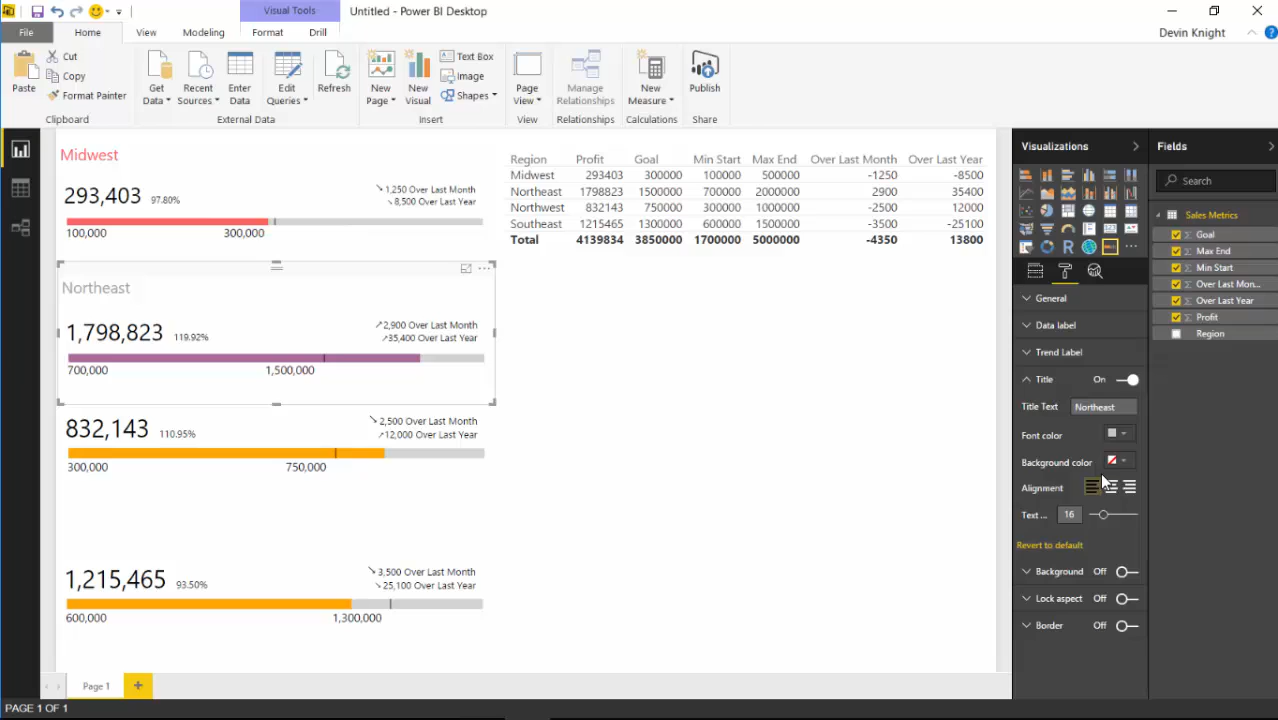 Visual Tools
Untitled - Power BI Desktop
File
Home
View
Modeling
Format
Drill
Devin Knight
Paste
Cut
Copy
Format Painter
Clipboard
Get Data
Recent Sources
Enter Data
Edit Queries
Refresh
External Data
New Page
New Visual
Text Box
Image
Shapes
Insert
Page View
View
Manage Relationships
Relationships
New Measure
Calculations
Publish
Share
Midwest
293,403 97.80%
↘1,250 Over Last Month
↘8,500 Over Last Year
100,000 300,000
Northeast
1,798,823 119.92%
↗2,900 Over Last Month
↗35,400 Over Last Year
700,000 1,500,000
832,143 110.95%
↘2,500 Over Last Month
↗12,000 Over Last Year
300,000 750,000
1,215,465 93.50%
↘3,500 Over Last Month
↘25,100 Over Last Year
600,000 1,300,000
Region Profit Goal Min Start Max End Over Last Month Over Last Year
Midwest 293403 300000 100000 500000 -1250 -8500
Northeast 1798823 1500000 700000 2000000 2900 35400
Northwest 832143 750000 300000 1000000 -2500 12000
Southeast 1215465 1300000 600000 1500000 -3500 -25100
Total 4139834 3850000 1700000 5000000 -4350 13800
Visualizations
R
General
Data label
Trend Label
Title On
Title Text Northeast
Font color
Background color
Alignment
Text ... 16
Revert to default
Background Off
Lock aspect Off
Border Off
Fields
Search
Sales Metrics
Σ Goal
Σ Max End
Σ Min Start
Σ Over Last Mon...
Σ Over Last Year
Σ Profit
Region
Page 1
+
PAGE 1 OF 1